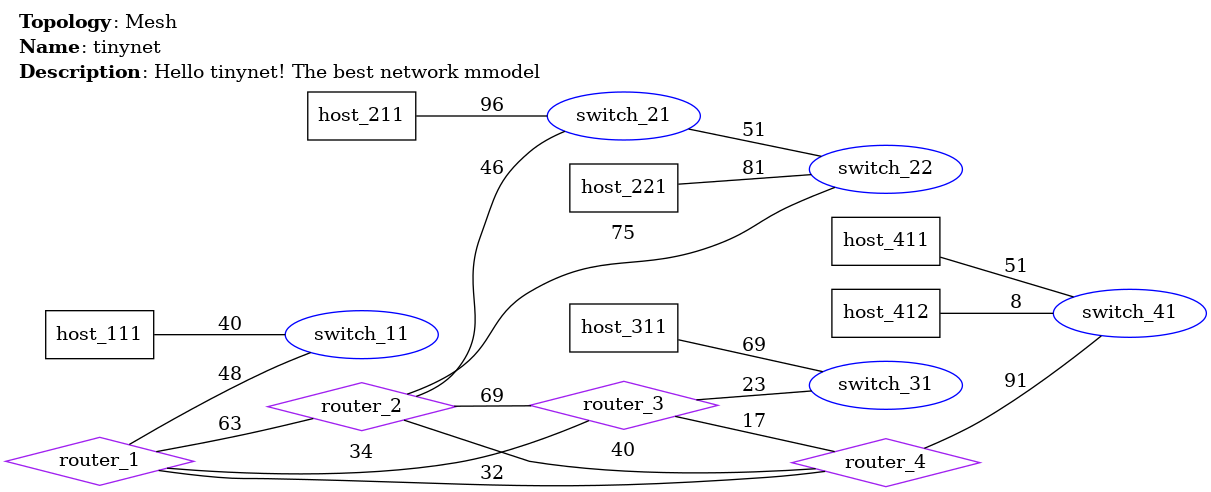 Topology: Mesh
Name: tinynet
Description: Hello tinynet! The best network mmodel
host_211
96
switch_21
51
46
host_221
81
switch_22
75
host_411
51
host_412
8
switch_41
host_111
40
switch_11
host_311
69
48
switch_31
23
router_2
69
router_3
63
17
91
34
40
router_1
32
router_4